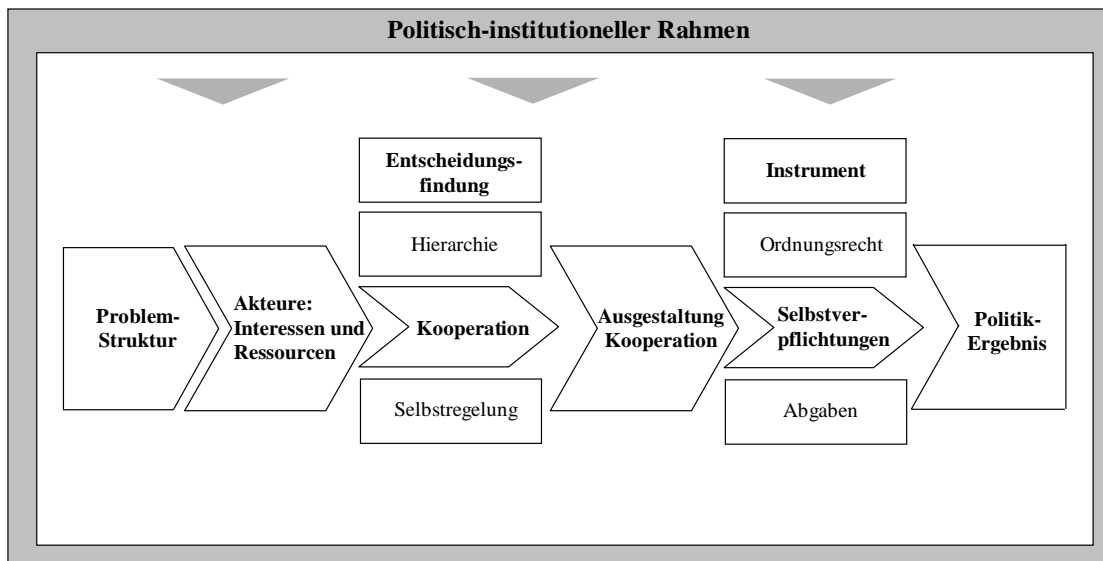 Politisch-institutioneller Rahmen
Problem-
Struktur
Akteure:
Interessen und
Ressourcen
Entscheidungs-
findung
Hierarchie
Kooperation
Selbstregelung
Ausgestaltung
Kooperation
Instrument
Ordnungsrecht
Selbstver-
pflichtungen
Abgaben
Politik-
Ergebnis